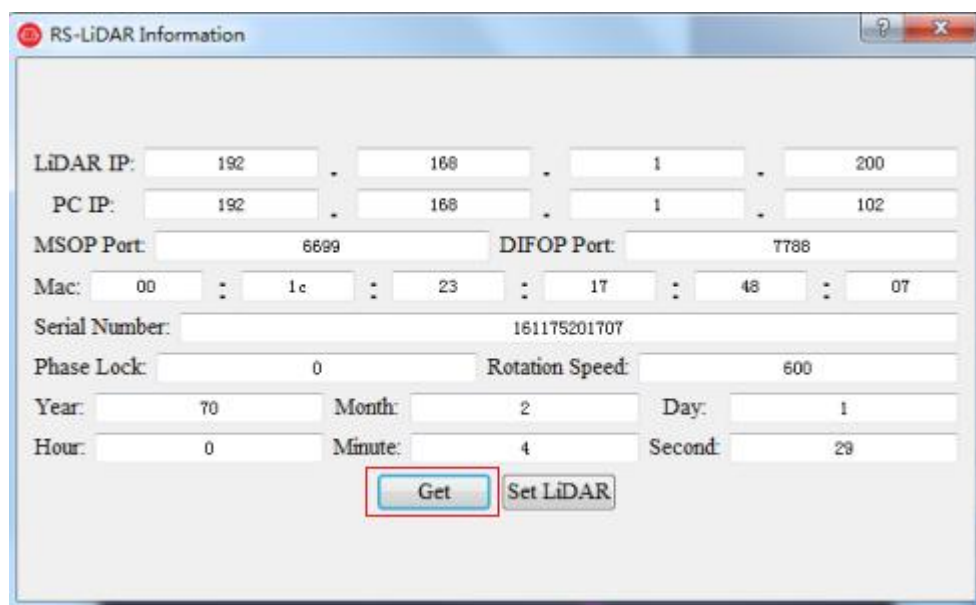 RS-LiDAR Information
LiDAR IP: 192 . 168 . 1 . 200
PC IP: 192 . 168 . 1 . 102
MSOP Port: 6699 DIFOP Port: 7788
Mac: 00 : 1c : 23 : 17 : 48 : 07
Serial Number: 161175201707
Phase Lock: 0 Rotation Speed: 600
Year: 70 Month: 2 Day: 1
Hour: 0 Minute: 4 Second: 29
Get Set LiDAR